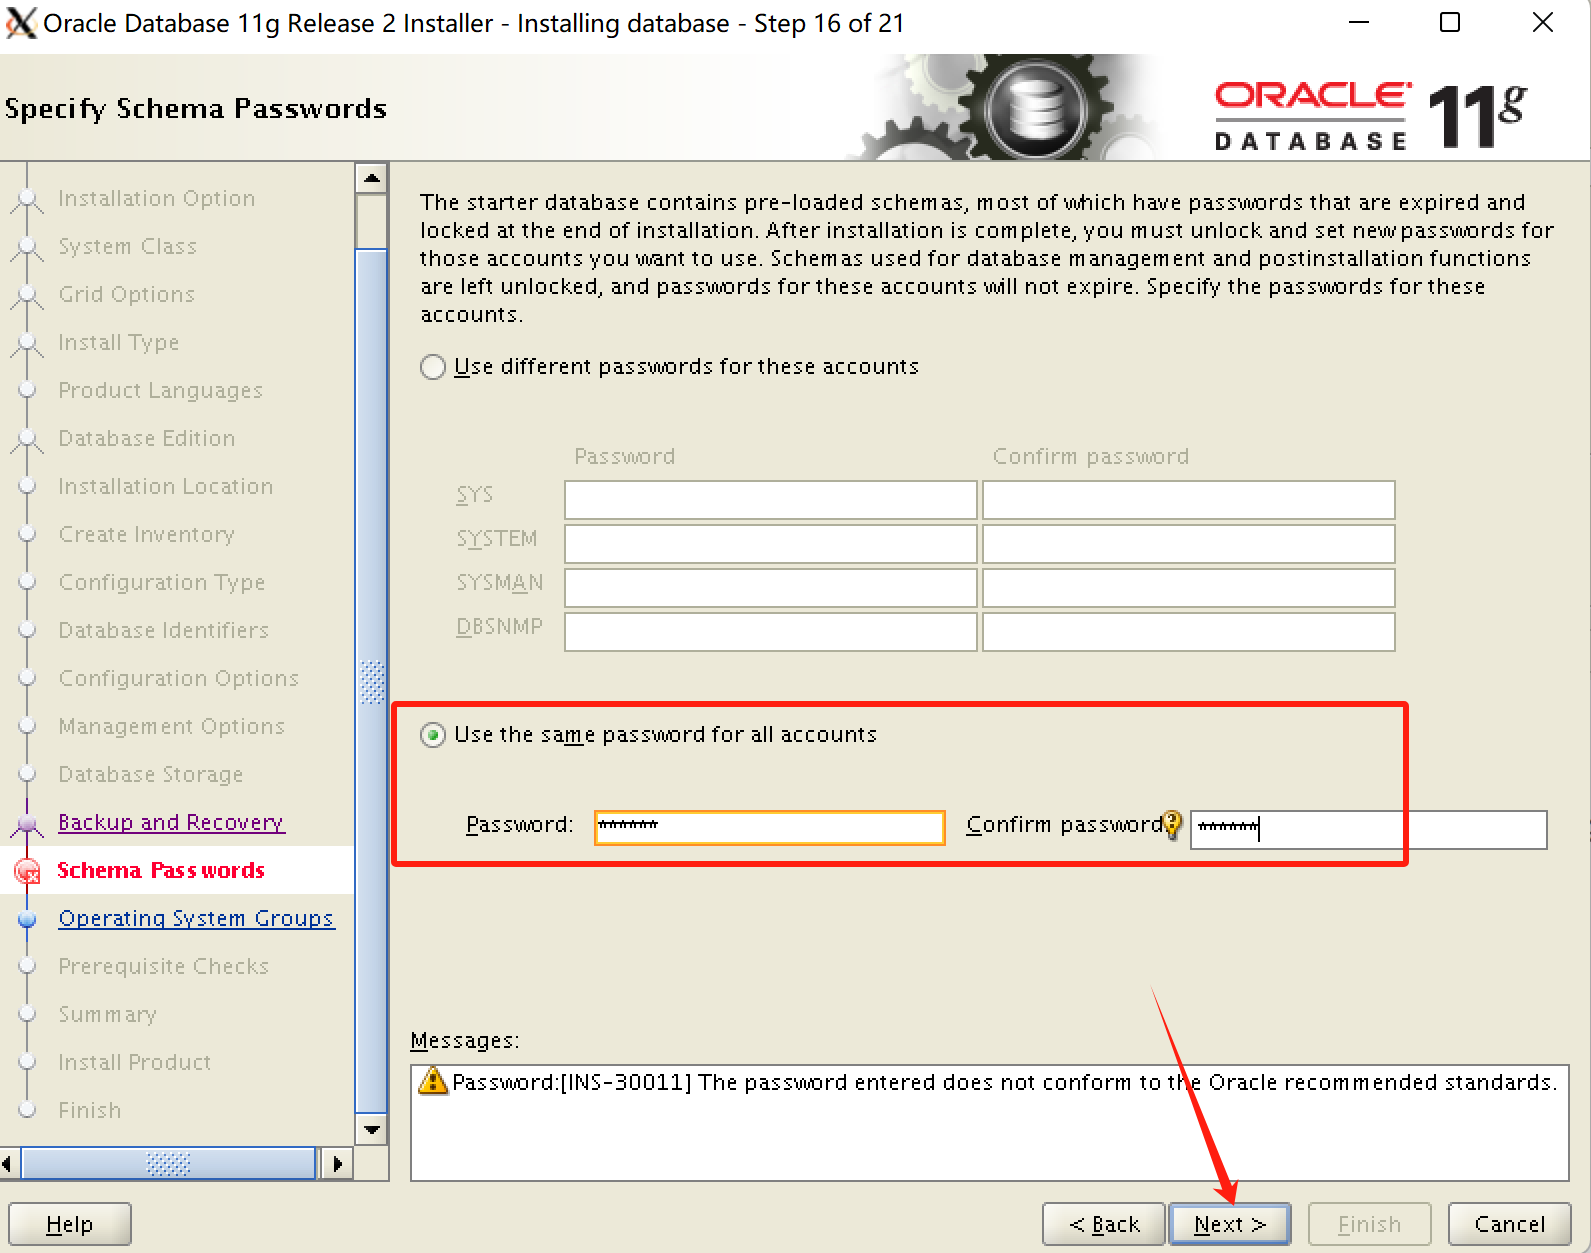 Oracle Database 11g Release 2 Installer - Installing database - Step 16 of 21
Specify Schema Passwords
ORACLE
DATABASE
11g
Installation Option
System Class
Grid Options
Install Type
Product Languages
Database Edition
Installation Location
Create Inventory
Configuration Type
Database Identifiers
Configuration Options
Management Options
Database Storage
Backup and Recovery
Schema Passwords
Operating System Groups
Prerequisite Checks
Summary
Install Product
Finish
The starter database contains pre-loaded schemas, most of which have passwords that are expired and
locked at the end of installation. After installation is complete, you must unlock and set new passwords for
those accounts you want to use. Schemas used for database management and postinstallation functions
are left unlocked, and passwords for these accounts will not expire. Specify the passwords for these
accounts.
Use different passwords for these accounts
Password Confirm password
SYS
SYSTEM
SYSMAN
DBSNMP
Use the same password for all accounts
Password: ****** Confirm password ******
Messages:
Password:[INS-30011] The password entered does not conform to the Oracle recommended standards.
Help
< Back
Next >
Finish
Cancel